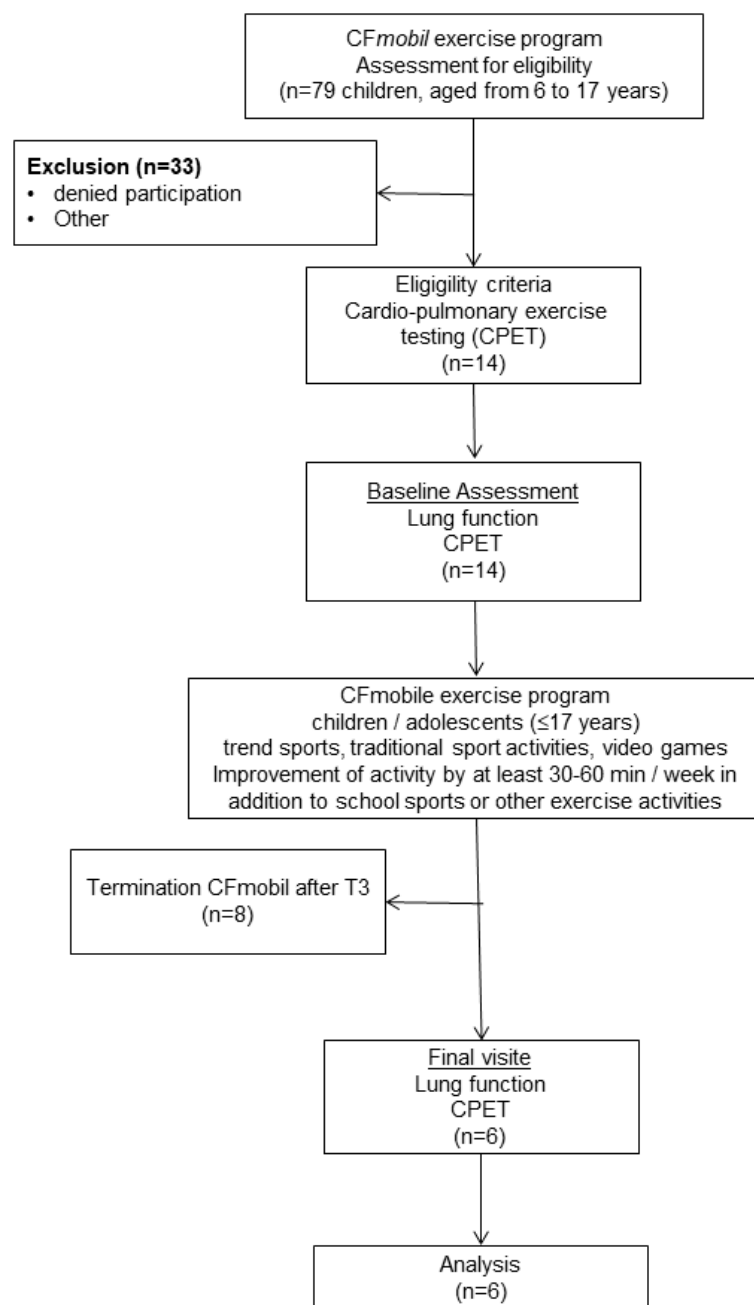 CFmobil exercise program
Assessment for eligibility
(n=79 children, aged from 6 to 17 years)
Exclusion (n=33)
• denied participation
• Other
Eligigility criteria
Cardio-pulmonary exercise
testing (CPET)
(n=14)
Baseline Assessment
Lung function
CPET
(n=14)
CFmobile exercise program
children / adolescents (≤17 years)
trend sports, traditional sport activities, video games
Improvement of activity by at least 30-60 min / week in
addition to school sports or other exercise activities
Termination CFmobil after T3
(n=8)
Final visite
Lung function
CPET
(n=6)
Analysis
(n=6)